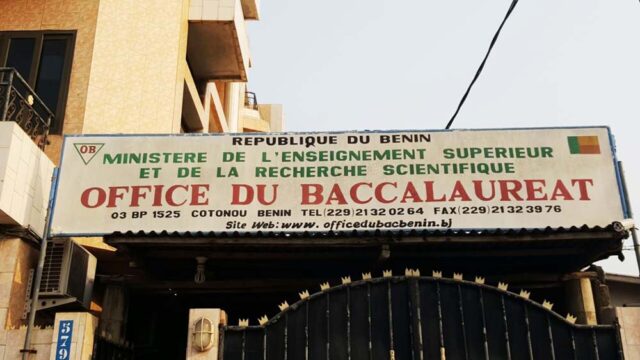 REPUBLIQUE DU BENIN
OB
MINISTERE DE L'ENSEIGNEMENT SUPERIEUR
ET DE LA RECHERCHE SCIENTIFIQUE
OFFICE DU BACCALAUREAT
03 BP 1525 COTONOU BENIN TEL(229)21320264 FAX(229)21323976
Site Web: www.officedubacbenin.bj
579